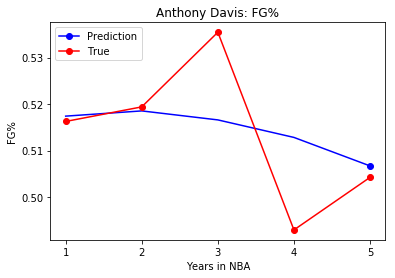 Anthony Davis: FG%
Prediction
True
0.53
0.52
0.51
0.50
FG%
1 2 3 4 5
Years in NBA